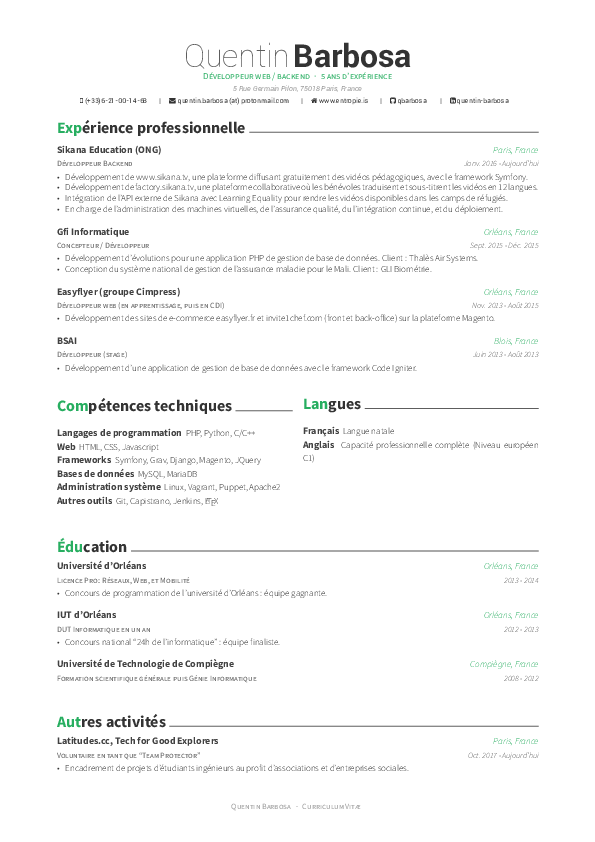 Quentin Barbosa
Développeur web / backend · 5 ans d'expérience
5 Rue Germain Pilon, 75018 Paris, France
(+33) 6-21-00-14-63 | quentin.barbosa (at) protonmail.com | www.entropie.is | qbarbosa | quentin-barbosa
Expérience professionnelle
Sikana Education (ONG) Paris, France
Développeur Backend Janv. 2016 - Aujourd'hui
• Développement de www.sikana.tv, une plateforme diffusant gratuitement des vidéos pédagogiques, avec le framework Symfony.
• Développement de factory.sikana.tv, une plateforme collaborative où les bénévoles traduisent et sous-titrent les vidéos en 12 langues.
• Intégration de l'API externe de Sikana avec Learning Equality pour rendre les vidéos disponibles dans les camps de réfugiés.
• En charge de l'administration des machines virtuelles, de l'assurance qualité, du l'intégration continue, et du déploiement.
Gfi Informatique Orléans, France
Concepteur / Développeur Sept. 2015 - Déc. 2015
• Développement d'évolutions pour une application PHP de gestion de base de données. Client : Thalès Air Systems.
• Conception du système national de gestion de l'assurance maladie pour le Mali. Client : GLI Biométrie.
Easyflyer (groupe Cimpress) Orléans, France
Développeur web (en apprentissage, puis en CDI) Nov. 2013 - Août 2015
• Développement des sites de e-commerce easyflyer.fr et invite1chef.com (front et back-office) sur la plateforme Magento.
BSAI Blois, France
Développeur (stage) Juin 2013 - Août 2013
• Développement d'une application de gestion de base de données avec le framework Code Igniter.
Compétences techniques
Langages de programmation PHP, Python, C/C++
Web HTML, CSS, Javascript
Frameworks Symfony, Grav, Django, Magento, JQuery
Bases de données MySQL, MariaDB
Administration système Linux, Vagrant, Puppet, Apache2
Autres outils Git, Capistrano, Jenkins, LaTeX
Langues
Français Langue natale
Anglais Capacité professionnelle complète (Niveau européen
C1)
Éducation
Université d'Orléans Orléans, France
Licence Pro: Réseaux, Web, et Mobilité 2013 - 2014
• Concours de programmation de l'université d'Orléans : équipe gagnante.
IUT d'Orléans Orléans, France
DUT Informatique en un an 2012 - 2013
• Concours national "24h de l'informatique" : équipe finaliste.
Université de Technologie de Compiègne Compiègne, France
Formation scientifique générale puis Génie Informatique 2008 - 2012
Autres activités
Latitudes.cc, Tech for Good Explorers Paris, France
Voluntaire en tant que "Team Protector" Oct. 2017 - Aujourd'hui
• Encadrement de projets d'étudiants ingénieurs au profit d'associations et d'entreprises sociales.
Quentin Barbosa · Curriculum Vitæ